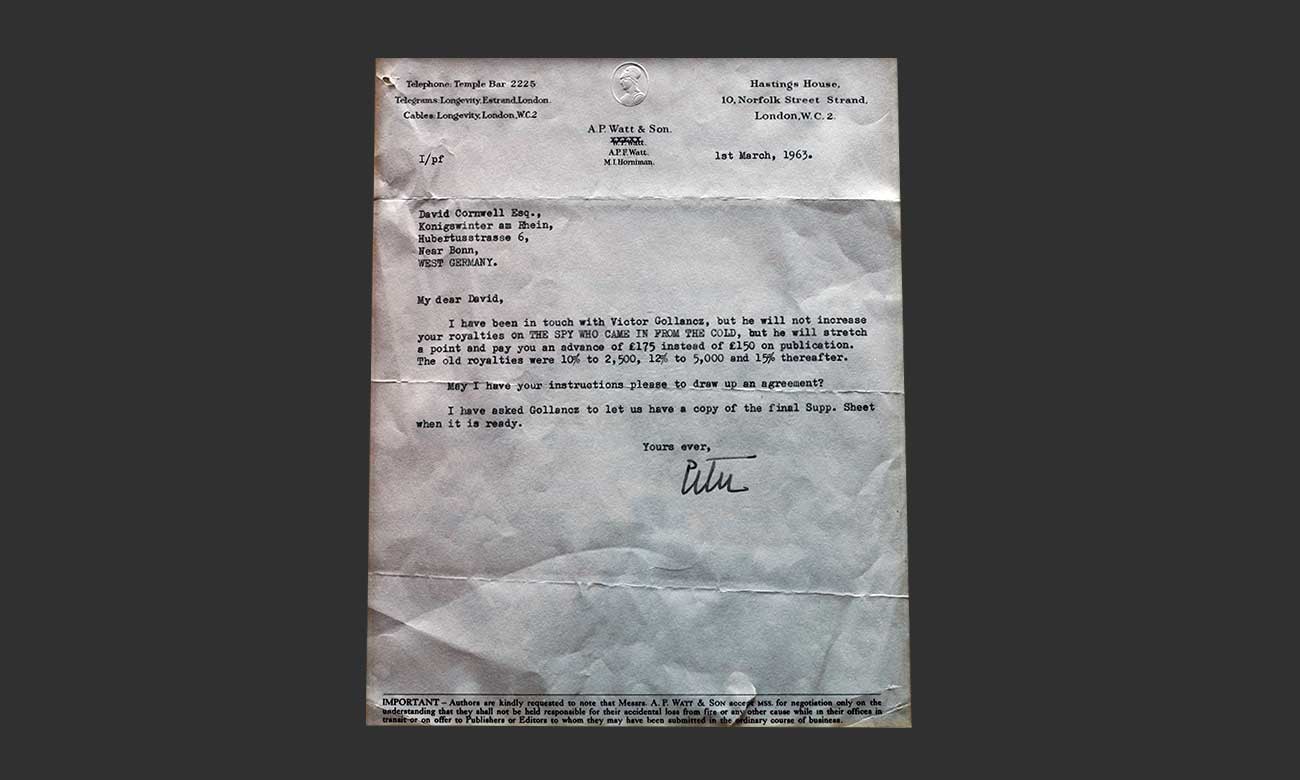 Telephone: Temple Bar 2225
Telegrams: Longevity, Estrand, London.
Cables: Longevity, London, W.C.2
Hastings House,
10, Norfolk Street Strand,
London, W.C. 2.
A.P. Watt & Son.
W.P. Watt.
A.P.F. Watt.
M.I. Horniman.
I/pf
1st March, 1963.
David Cornwell Esq.,
Konigswinter am Rhein,
Hubertusstrasse 6,
Near Bonn,
WEST GERMANY.
My dear David,
I have been in touch with Victor Gollancz, but he will not increase
your royalties on THE SPY WHO CAME IN FROM THE COLD, but he will stretch
a point and pay you an advance of £175 instead of £150 on publication.
The old royalties were 10% to 2,500, 12% to 5,000 and 15% thereafter.
May I have your instructions please to draw up an agreement?
I have asked Gollancz to let us have a copy of the final Supp. Sheet
when it is ready.
Yours ever,
Peter
IMPORTANT – Authors are kindly requested to note that Messrs. A. P. WATT & SON accept MSS. for negotiation only on the
understanding that they shall not be held responsible for their accidental loss from fire or any other cause while in their offices in
transit or on offer to Publishers or Editors to whom they may have been submitted in the ordinary course of business.